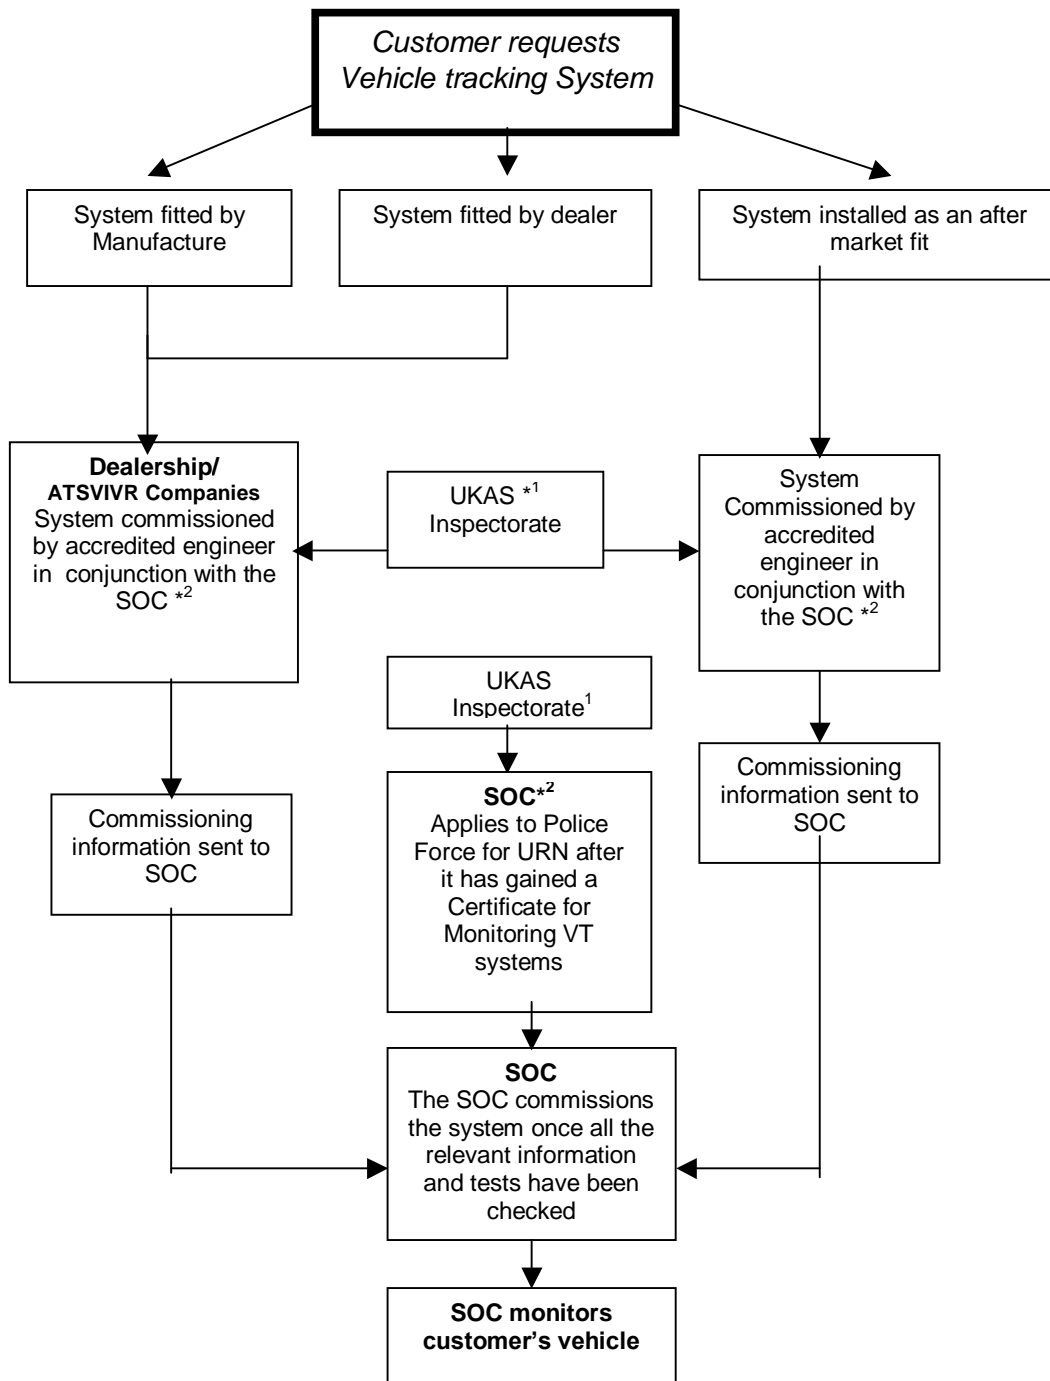 Customer requests
Vehicle tracking System
System fitted by
Manufacture
System fitted by dealer
System installed as an after
market fit
Dealership/
ATSVIVR Companies
System commissioned
by accredited engineer
in conjunction with the
SOC *2
UKAS *1
Inspectorate
System
Commissioned by
accredited
engineer in
conjunction with
the SOC *2
UKAS
Inspectorate1
Commissioning
information sent to
SOC
SOC*2
Applies to Police
Force for URN after
it has gained a
Certificate for
Monitoring VT
systems
Commissioning
information sent to
SOC
SOC
The SOC commissions
the system once all the
relevant information
and tests have been
checked
SOC monitors
customer’s vehicle